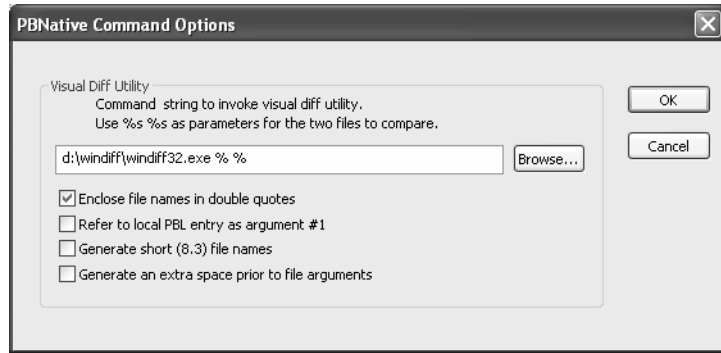 PBNative Command Options
Visual Diff Utility
Command string to invoke visual diff utility.
Use %s %s as parameters for the two files to compare.
d:\windiff\windiff32.exe % %
Browse...
Enclose file names in double quotes
Refer to local PBL entry as argument #1
Generate short (8.3) file names
Generate an extra space prior to file arguments
OK
Cancel